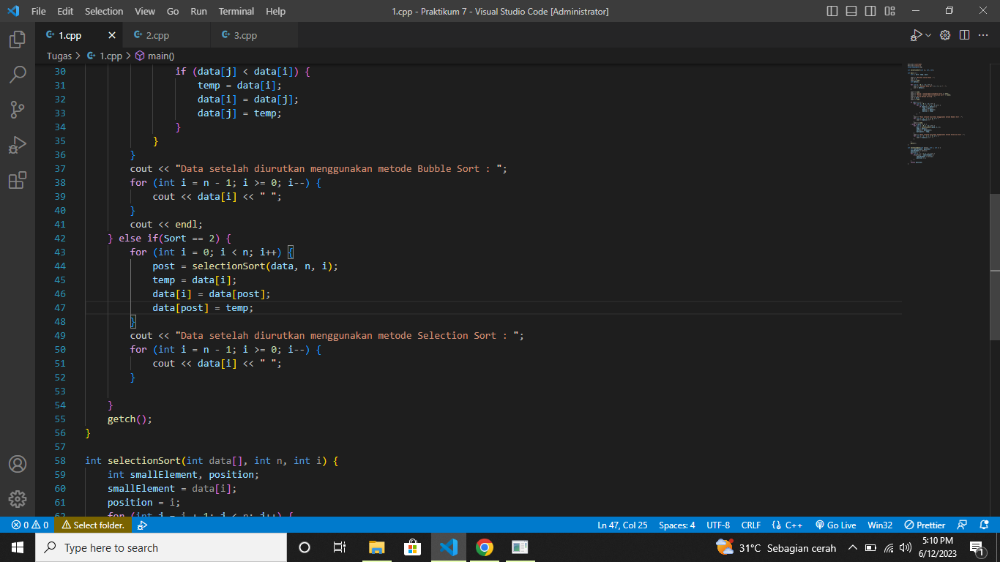 File Edit Selection View Go Run Terminal Help 1.cpp - Praktikum 7 - Visual Studio Code [Administrator]
1.cpp 2.cpp 3.cpp
Tugas > 1.cpp > main()
30 if (data[j] < data[i]) {
31 temp = data[i];
32 data[i] = data[j];
33 data[j] = temp;
34 }
35 }
36 }
37 cout << "Data setelah diurutkan menggunakan metode Bubble Sort : ";
38 for (int i = n - 1; i >= 0; i--) {
39 cout << data[i] << " ";
40 }
41 cout << endl;
42 } else if(Sort == 2) {
43 for (int i = 0; i < n; i++) {
44 post = selectionSort(data, n, i);
45 temp = data[i];
46 data[i] = data[post];
47 data[post] = temp;
48 }
49 cout << "Data setelah diurutkan menggunakan metode Selection Sort : ";
50 for (int i = n - 1; i >= 0; i--) {
51 cout << data[i] << " ";
52 }
53
54 }
55 getch();
56 }
57
58 int selectionSort(int data[], int n, int i) {
59 int smallElement, position;
60 smallElement = data[i];
61 position = i;
62 for (int j = i + 1; j < n; j++) {
0 0 Select folder. Ln 47, Col 25 Spaces: 4 UTF-8 CRLF C++ Go Live Win32 Prettier
Type here to search 31°C Sebagian cerah 5:10 PM
6/12/2023 1